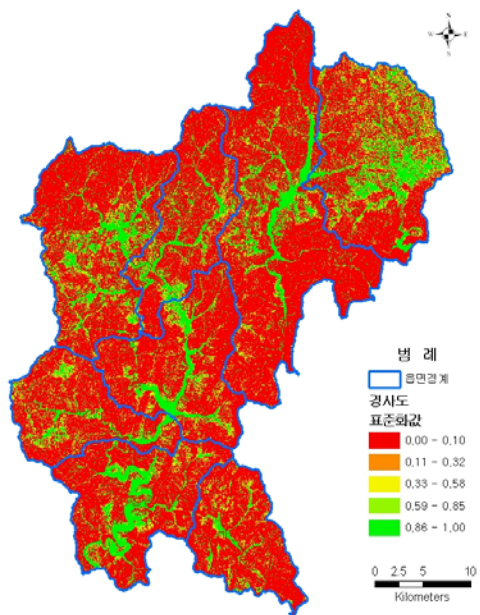 N
W E
S
범 례
읍면경계
경사도
표준화값
0,00 - 0,10
0,11 - 0,32
0,33 - 0,58
0,59 - 0,85
0,86 - 1,00
0 2.5 5 10
Kilometers